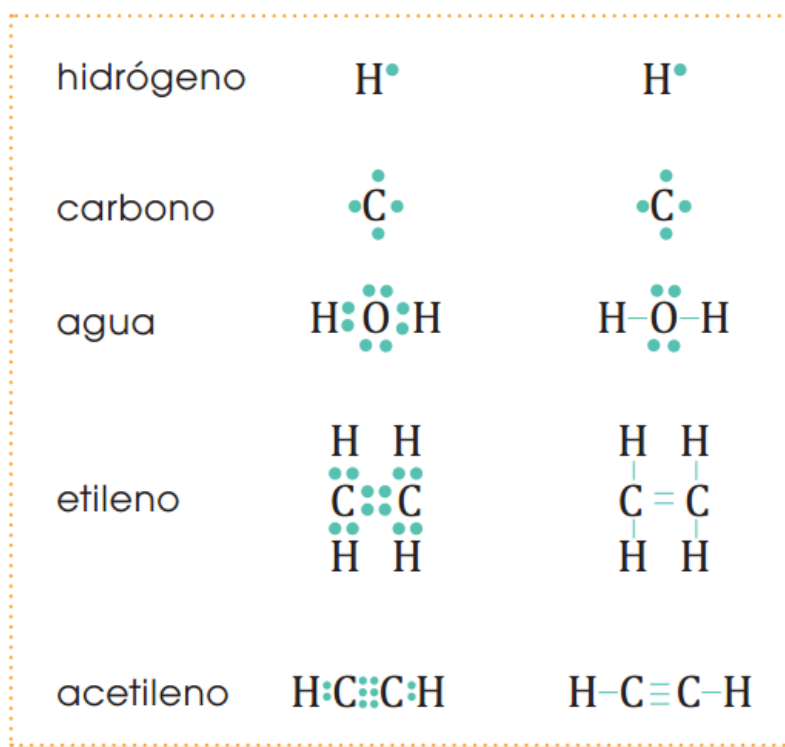 hidrógeno H• H•
carbono •C• •C•
agua H:O:H H–O–H
H H H H
etileno C::C C=C
H H H H
acetileno H:C:::C:H H–C≡C–H